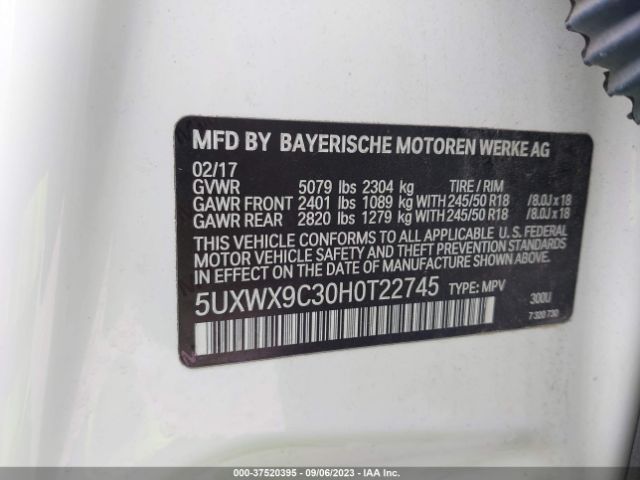 MFD BY BAYERISCHE MOTOREN WERKE AG
02/17
GVWR 5079 lbs 2304 kg TIRE / RIM
GAWR FRONT 2401 lbs 1089 kg WITH 245/50 R18 /8.0J x 18
GAWR REAR 2820 lbs 1279 kg WITH 245/50 R18 /8.0J x 18
THIS VEHICLE CONFORMS TO ALL APPLICABLE U.S. FEDERAL
MOTOR VEHICLE SAFETY AND THEFT PREVENTION STANDARDS
IN EFFECT ON THE DATE OF MANUFACTURE SHOWN ABOVE.
5UXWX9C30H0T22745 TYPE: MPV 300U
7 320 730
000-37520395 - 09/06/2023 - IAA Inc.